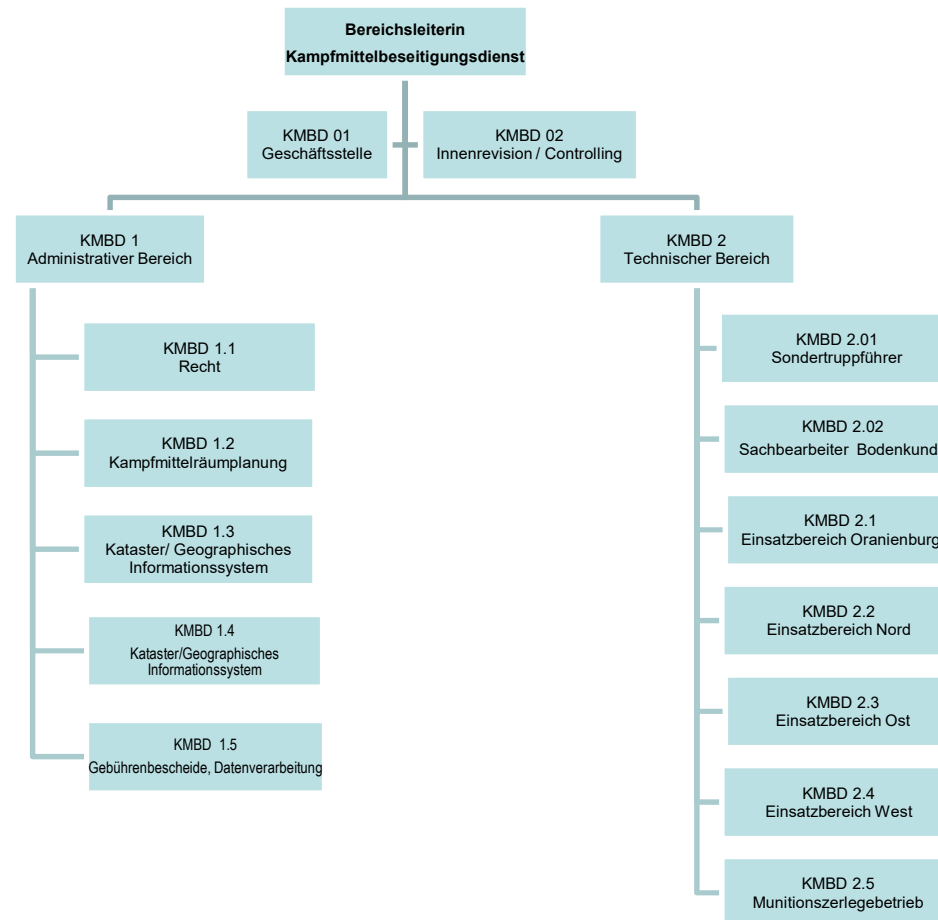 Bereichsleiterin
Kampfmittelbeseitigungsdienst
KMBD 01
Geschäftsstelle
KMBD 02
Innenrevision / Controlling
KMBD 1
Administrativer Bereich
KMBD 2
Technischer Bereich
KMBD 1.1
Recht
KMBD 1.2
Kampfmittelräumplanung
KMBD 1.3
Kataster/ Geographisches
Informationssystem
KMBD 1.4
Kataster/Geographisches
Informationssystem
KMBD 1.5
Gebührenbescheide, Datenverarbeitung
KMBD 2.01
Sondertruppführer
KMBD 2.02
Sachbearbeiter Bodenkund
KMBD 2.1
Einsatzbereich Oranienburg
KMBD 2.2
Einsatzbereich Nord
KMBD 2.3
Einsatzbereich Ost
KMBD 2.4
Einsatzbereich West
KMBD 2.5
Munitionszerlegebetrieb